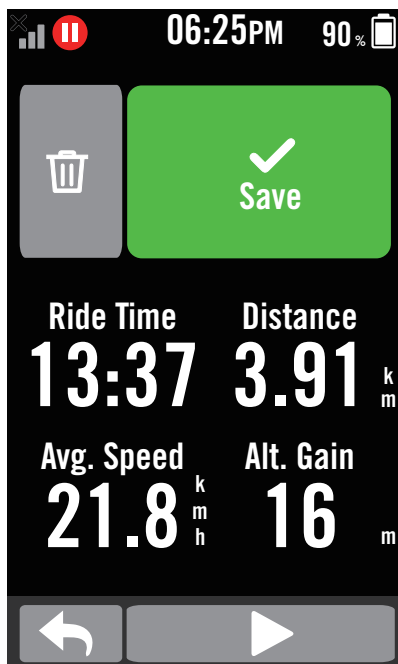 06:25PM 90%
Save
Ride Time Distance
13:37 3.91 km
Avg. Speed Alt. Gain
21.8 kmh 16 m